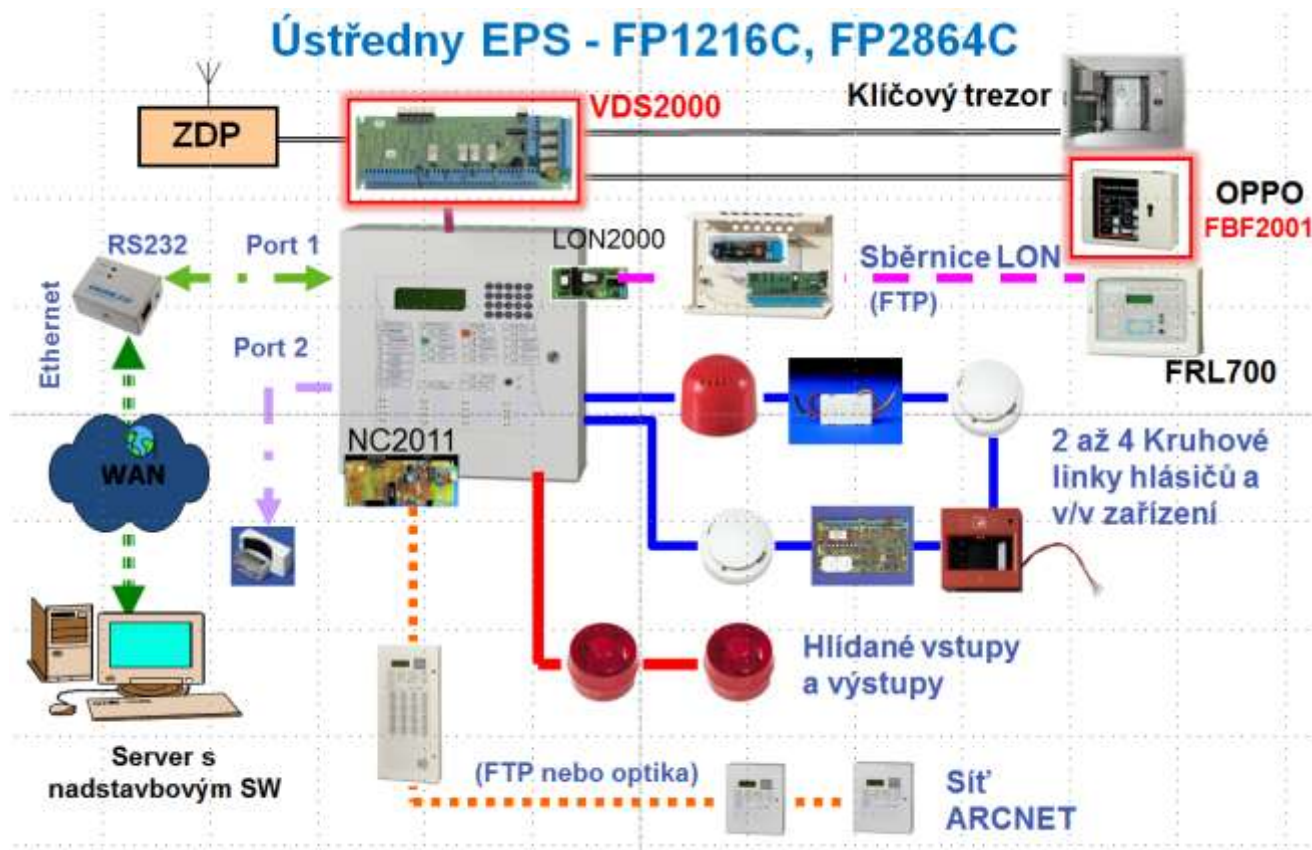 Ústředny EPS - FP1216C, FP2864C
Klíčový trezor
VDS2000
ZDP
OPPO
FBF2001
RS232
Port 1
LON2000
Sběrnice LON
(FTP)
Ethernet
Port 2
FRL700
NC2011
WAN
2 až 4 Kruhové
linky hlásičů a
v/v zařízení
Hlídané vstupy
a výstupy
Server s
nadstavbovým SW
(FTP nebo optika)
Síť
ARCNET